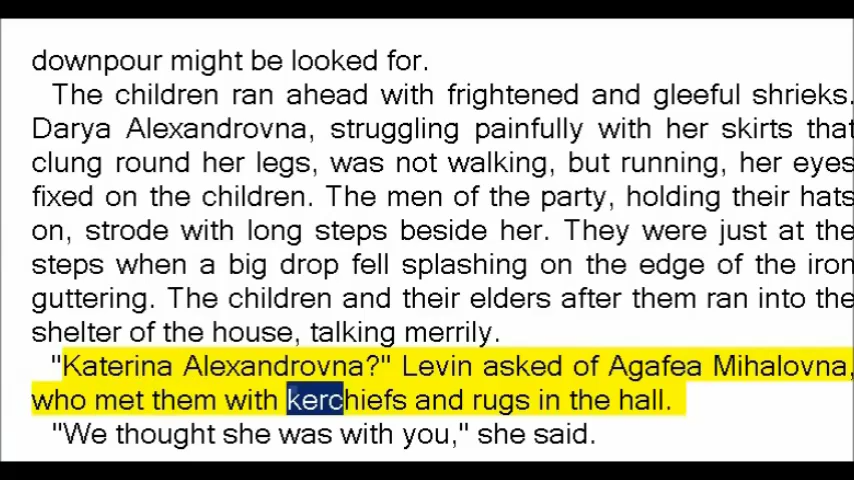 downpour might be looked for.
The children ran ahead with frightened and gleeful shrieks.
Darya Alexandrovna, struggling painfully with her skirts that
clung round her legs, was not walking, but running, her eyes
fixed on the children. The men of the party, holding their hats
on, strode with long steps beside her. They were just at the
steps when a big drop fell splashing on the edge of the iron
guttering. The children and their elders after them ran into the
shelter of the house, talking merrily.
"Katerina Alexandrovna?" Levin asked of Agafea Mihalovna,
who met them with kerchiefs and rugs in the hall.
"We thought she was with you," she said.